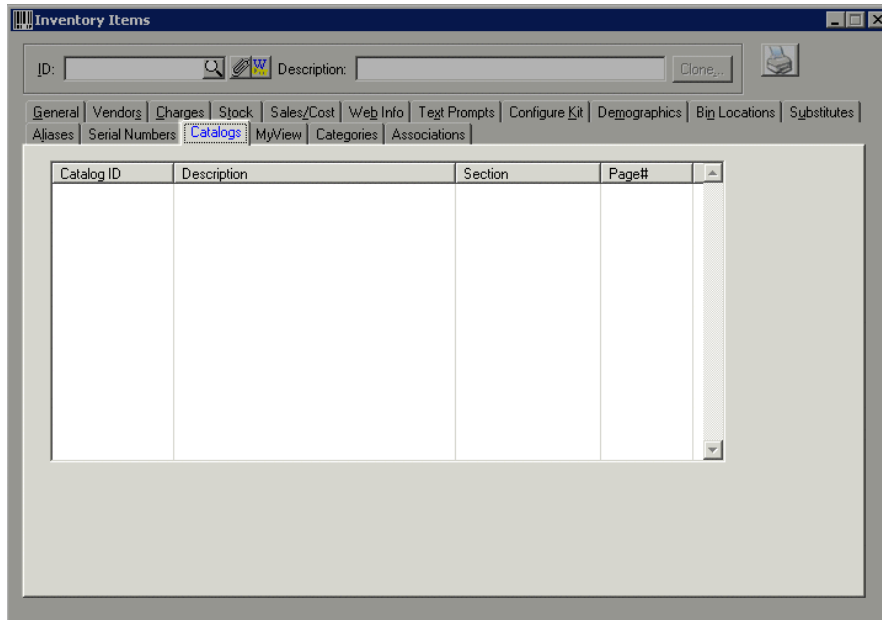 Inventory Items
ID: W Description: Clone...
General Vendors Charges Stock Sales/Cost Web Info Text Prompts Configure Kit Demographics Bin Locations Substitutes
Aliases Serial Numbers Catalogs MyView Categories Associations
Catalog ID Description Section Page#